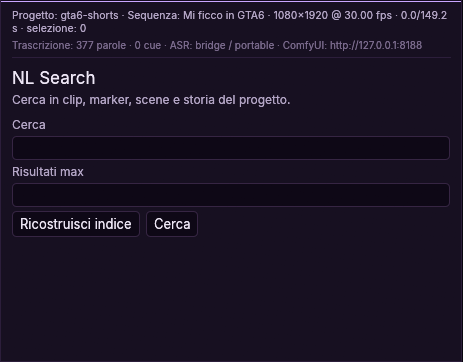 Progetto: gta6-shorts · Sequenza: Mi ficco in GTA6 · 1080×1920 @ 30.00 fps · 0.0/149.2
s · selezione: 0
Trascrizione: 377 parole · 0 cue · ASR: bridge / portable · ComfyUI: http://127.0.0.1:8188
NL Search
Cerca in clip, marker, scene e storia del progetto.
Cerca
Risultati max
Ricostruisci indice Cerca